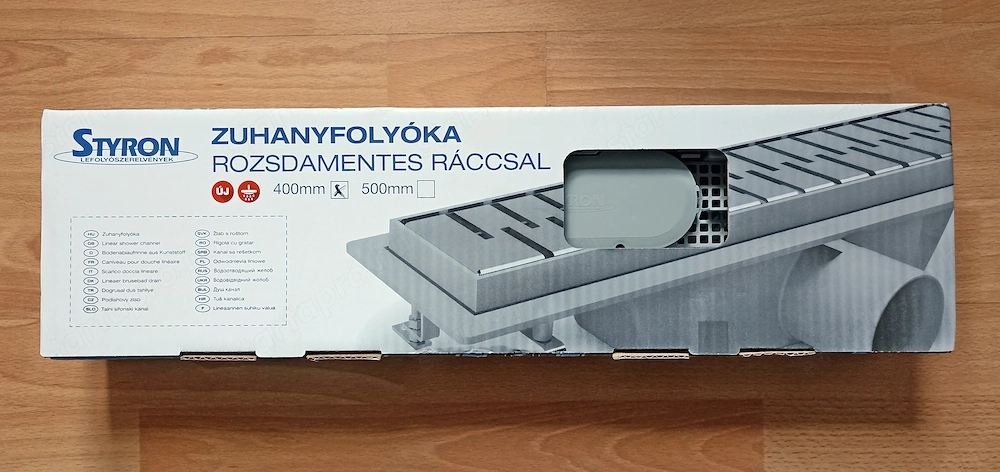 STYRON
LEFOLYÓSZERELVÉNYEK
ZUHANYFOLYÓKA
ROZSDAMENTES RÁCCSAL
ÚJ
400mm 500mm
HU Zuhanyfolyóka
GB Linear shower channel
D Bodenablaufrinne aus Kunststoff
FR Caniveau pour douche linéaire
IT Scarico doccia lineare
DK Lineær brusebad drain
TR Dogrusal dus tahliye
CZ Podlahový žlab
SLO Talni sifonski kanal
SVK Žlab s roštom
RO Rigolă cu gratar
SRB Kanal sa rešetkom
PL Odwodnienia liniowe
RUS Водоотводящий желоб
UKR Водовідвідний жолоб
BUL Душ канал
HR Tuš kanalica
F Lineaarinen suihku valua
STYRON